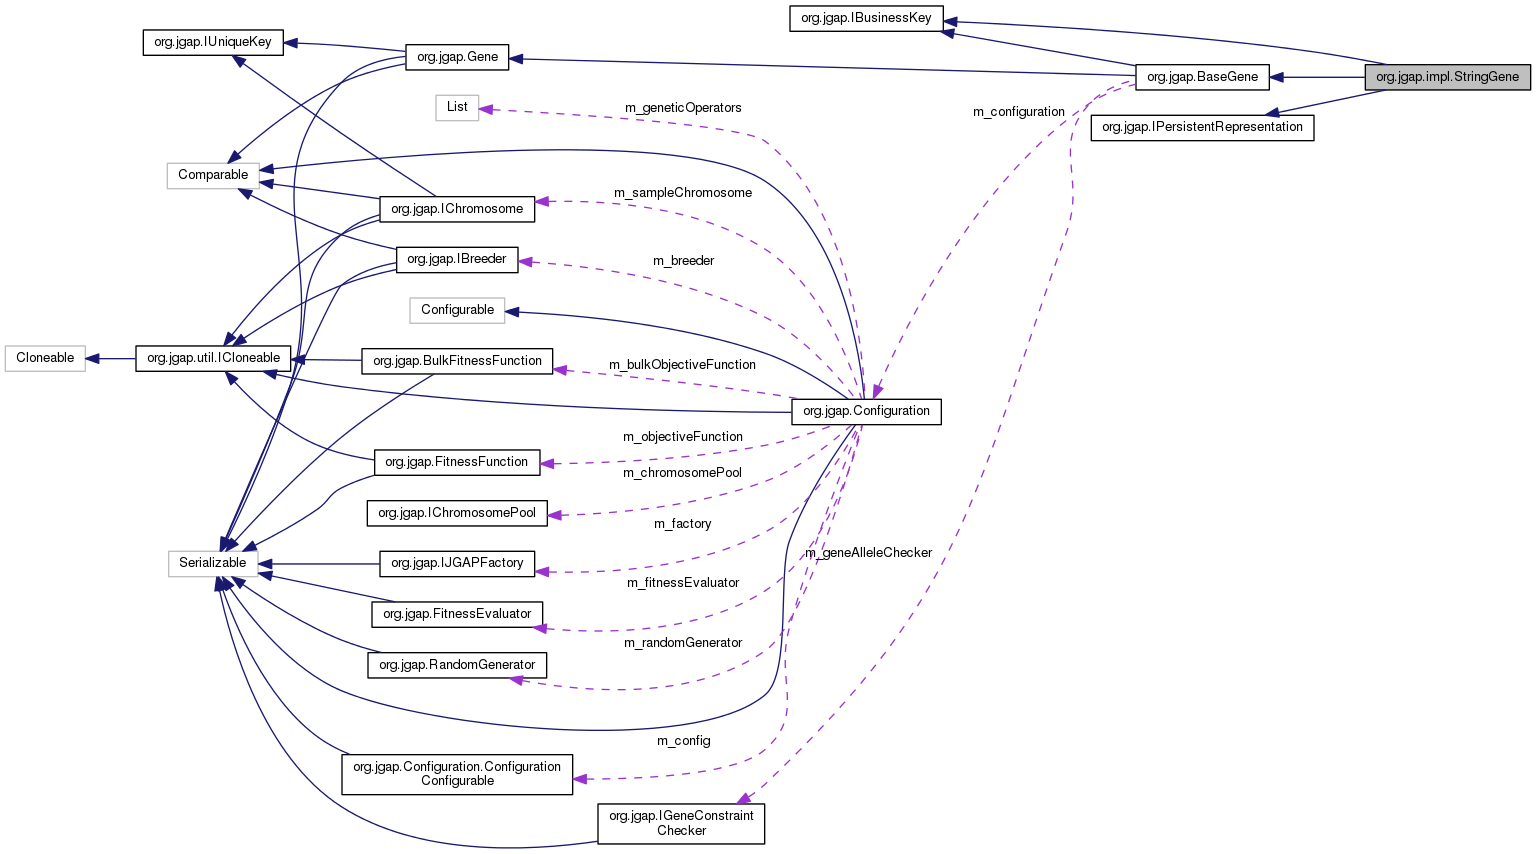 org.jgap.IBusinessKey
org.jgap.IUniqueKey
org.jgap.Gene
org.jgap.BaseGene
org.jgap.impl.StringGene
List
m_geneticOperators
m_configuration
org.jgap.IPersistentRepresentation
Comparable
m_sampleChromosome
org.jgap.IChromosome
org.jgap.IBreeder
m_breeder
Configurable
Cloneable
org.jgap.util.ICloneable
org.jgap.BulkFitnessFunction
m_bulkObjectiveFunction
org.jgap.Configuration
m_objectiveFunction
org.jgap.FitnessFunction
m_chromosomePool
org.jgap.IChromosomePool
m_factory
m_geneAlleleChecker
Serializable
org.jgap.IJGAPFactory
m_fitnessEvaluator
org.jgap.FitnessEvaluator
m_randomGenerator
org.jgap.RandomGenerator
m_config
org.jgap.Configuration.Configuration
Configurable
org.jgap.IGeneConstraint
Checker